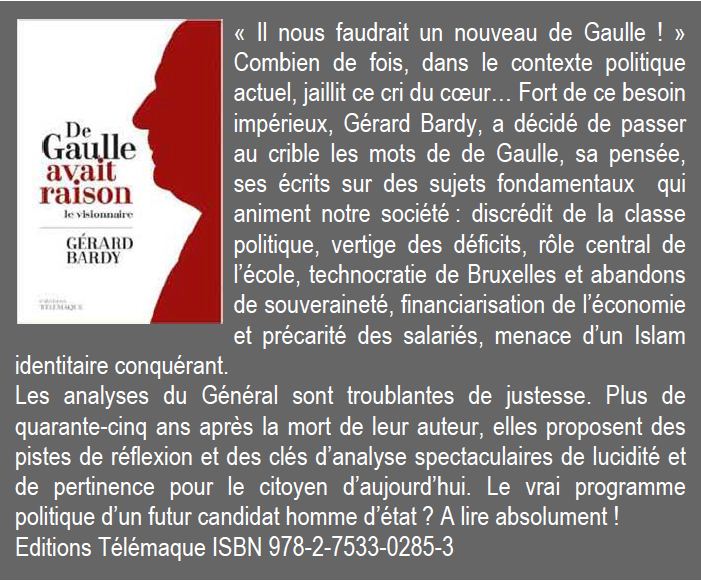 De
Gaulle
avait
raison
le visionnaire
GÉRARD
BARDY
TÉLÉMAQUE
« Il nous faudrait un nouveau de Gaulle ! »
Combien de fois, dans le contexte politique
actuel, jaillit ce cri du cœur… Fort de ce besoin
impérieux, Gérard Bardy, a décidé de passer
au crible les mots de de Gaulle, sa pensée,
ses écrits sur des sujets fondamentaux qui
animent notre société : discrédit de la classe
politique, vertige des déficits, rôle central de
l’école, technocratie de Bruxelles et abandons
de souveraineté, financiarisation de l’économie
et précarité des salariés, menace d’un Islam
identitaire conquérant.
Les analyses du Général sont troublantes de justesse. Plus de
quarante-cinq ans après la mort de leur auteur, elles proposent des
pistes de réflexion et des clés d’analyse spectaculaires de lucidité et
de pertinence pour le citoyen d’aujourd’hui. Le vrai programme
politique d’un futur candidat homme d’état ? A lire absolument !
Editions Télémaque ISBN 978-2-7533-0285-3